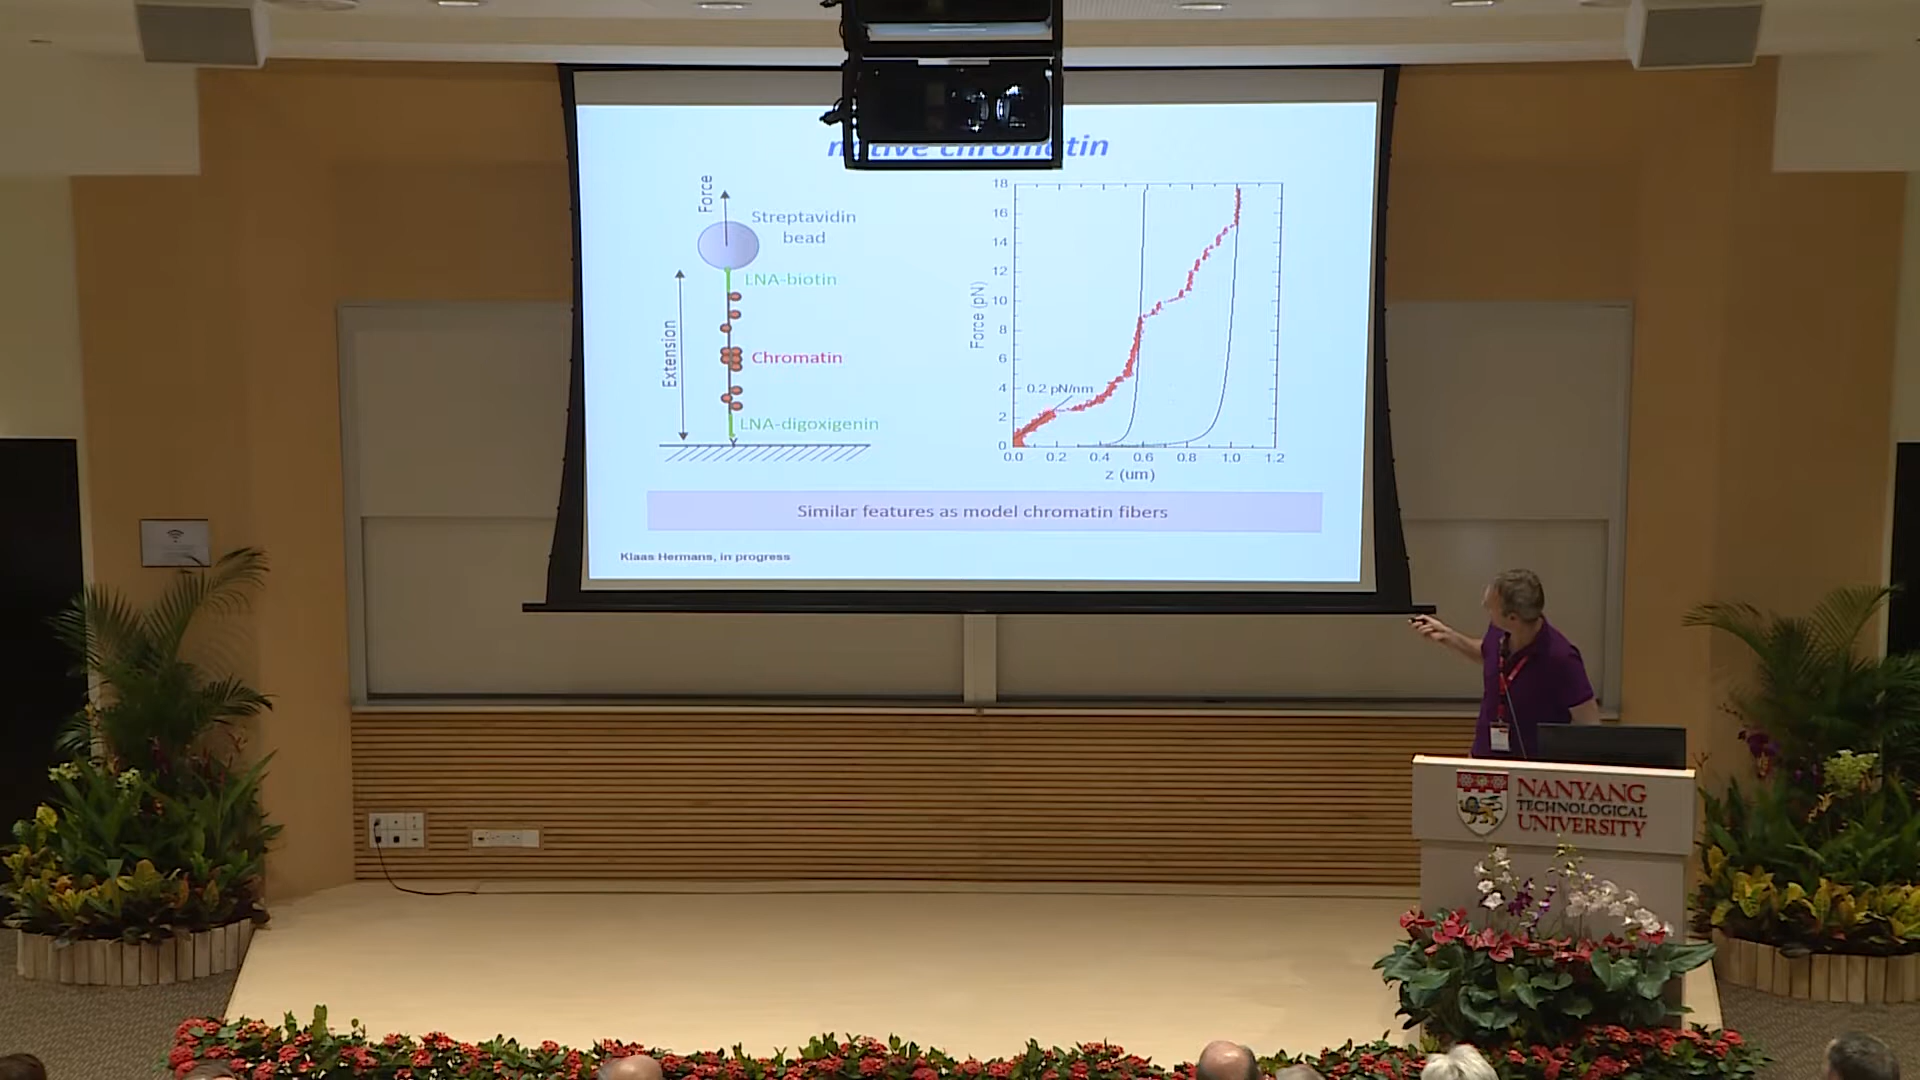 native chromatin
Force
Streptavidin
bead
LNA-biotin
Extension
Chromatin
LNA-digoxigenin
18
16
14
12
10
8
6
4
2
0
Force (pN)
0.2 pN/nm
0.0 0.2 0.4 0.6 0.8 1.0 1.2
z (um)
Similar features as model chromatin fibers
Klaas Hermans, in progress
NANYANG
TECHNOLOGICAL
UNIVERSITY